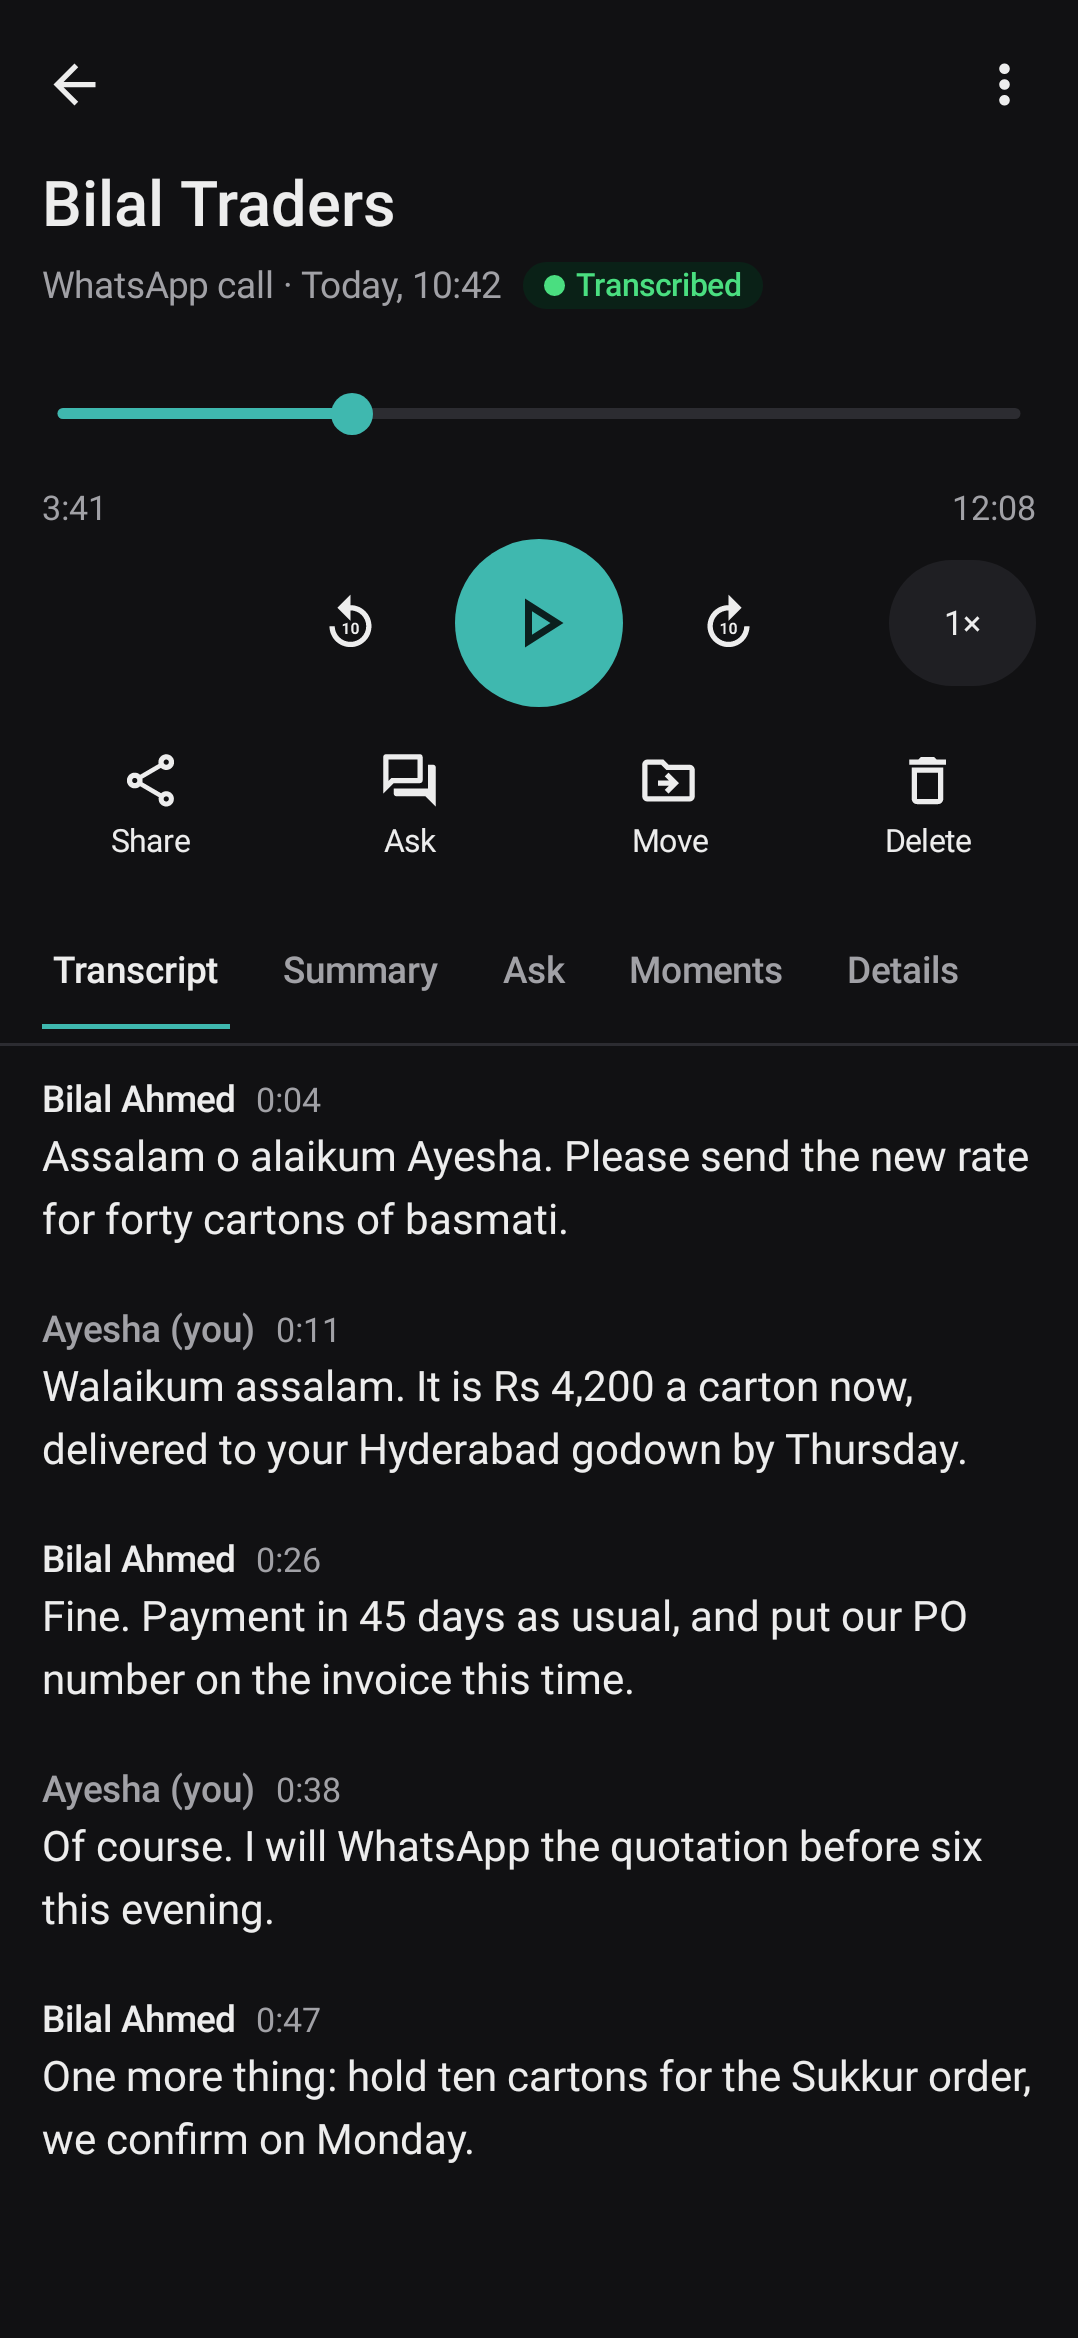 Bilal Traders
WhatsApp call · Today, 10:42 Transcribed
3:41 12:08
10 10 1×
Share Ask Move Delete
Transcript Summary Ask Moments Details
Bilal Ahmed 0:04
Assalam o alaikum Ayesha. Please send the new rate
for forty cartons of basmati.
Ayesha (you) 0:11
Walaikum assalam. It is Rs 4,200 a carton now,
delivered to your Hyderabad godown by Thursday.
Bilal Ahmed 0:26
Fine. Payment in 45 days as usual, and put our PO
number on the invoice this time.
Ayesha (you) 0:38
Of course. I will WhatsApp the quotation before six
this evening.
Bilal Ahmed 0:47
One more thing: hold ten cartons for the Sukkur order,
we confirm on Monday.